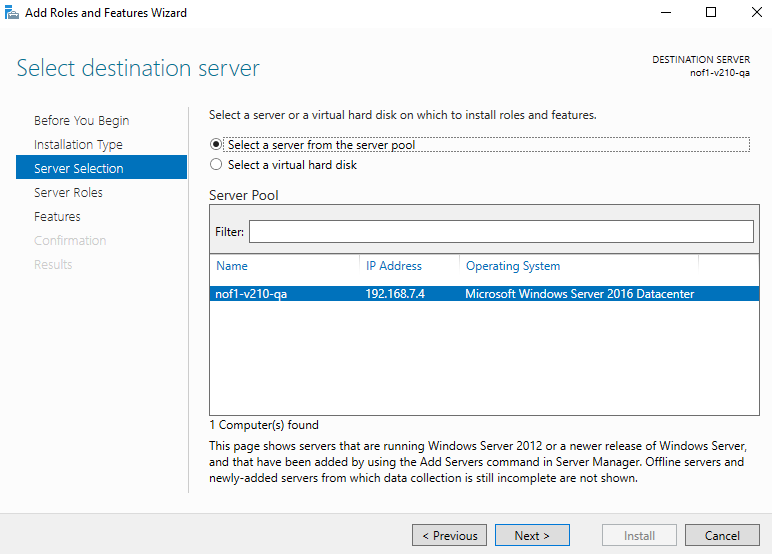 Add Roles and Features Wizard
Select destination server
DESTINATION SERVER
nof1-v210-qa
Before You Begin
Installation Type
Server Selection
Server Roles
Features
Confirmation
Results
Select a server or a virtual hard disk on which to install roles and features.
Select a server from the server pool
Select a virtual hard disk
Server Pool
Filter:
Name IP Address Operating System
nof1-v210-qa 192.168.7.4 Microsoft Windows Server 2016 Datacenter
1 Computer(s) found
This page shows servers that are running Windows Server 2012 or a newer release of Windows Server,
and that have been added by using the Add Servers command in Server Manager. Offline servers and
newly-added servers from which data collection is still incomplete are not shown.
< Previous Next > Install Cancel